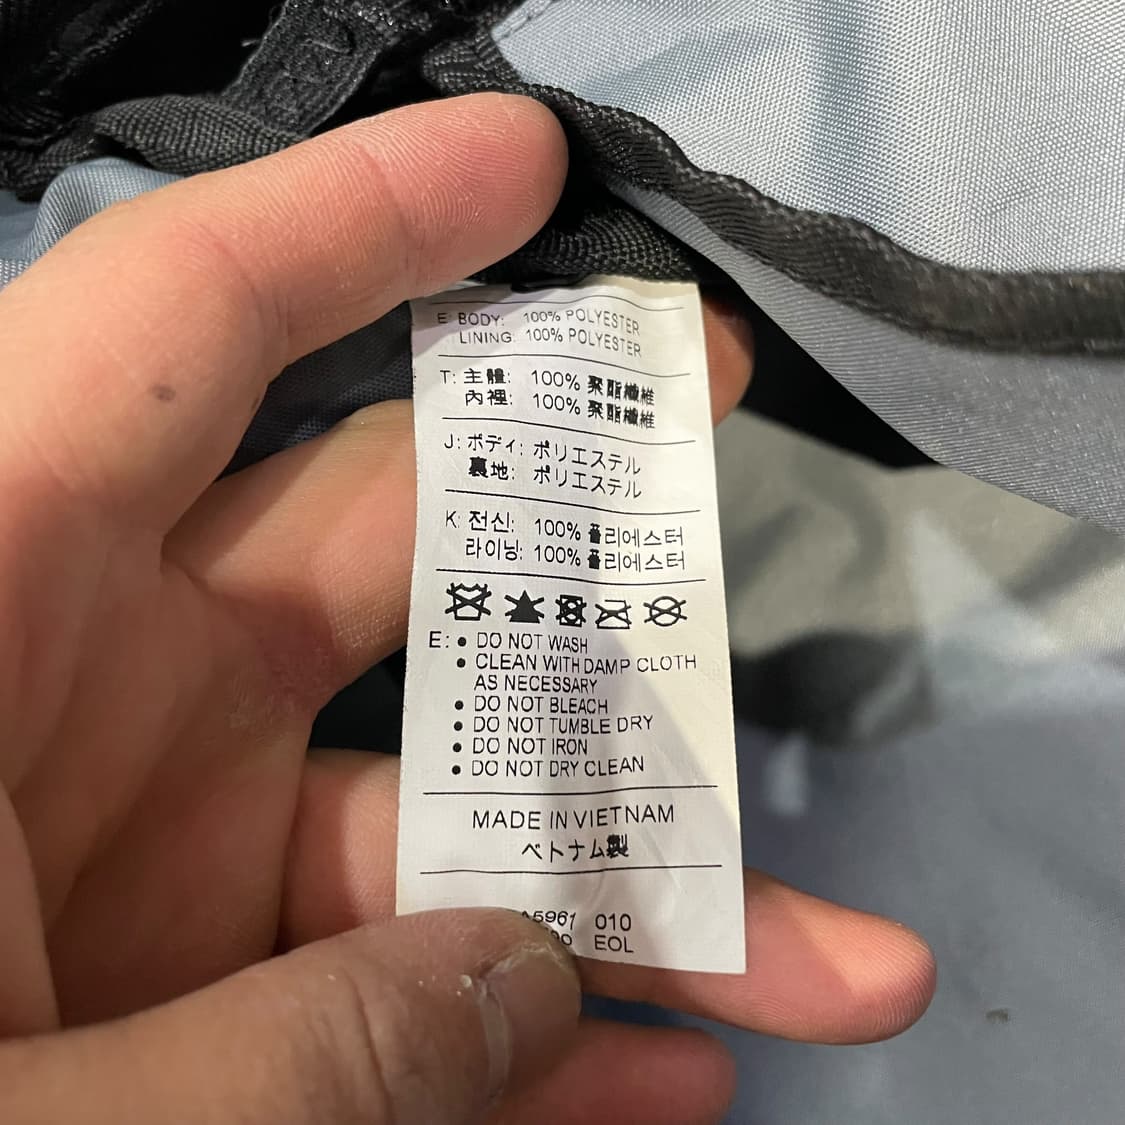 E: BODY: 100% POLYESTER
LINING: 100% POLYESTER
T: 主體: 100% 聚酯纖維
內裡: 100% 聚酯纖維
J: ボディ: ポリエステル
裏地: ポリエステル
K: 전신: 100% 폴리에스터
라이닝: 100% 폴리에스터
E: • DO NOT WASH
• CLEAN WITH DAMP CLOTH
AS NECESSARY
• DO NOT BLEACH
• DO NOT TUMBLE DRY
• DO NOT IRON
• DO NOT DRY CLEAN
MADE IN VIETNAM
ベトナム製
A5961 010
EOL